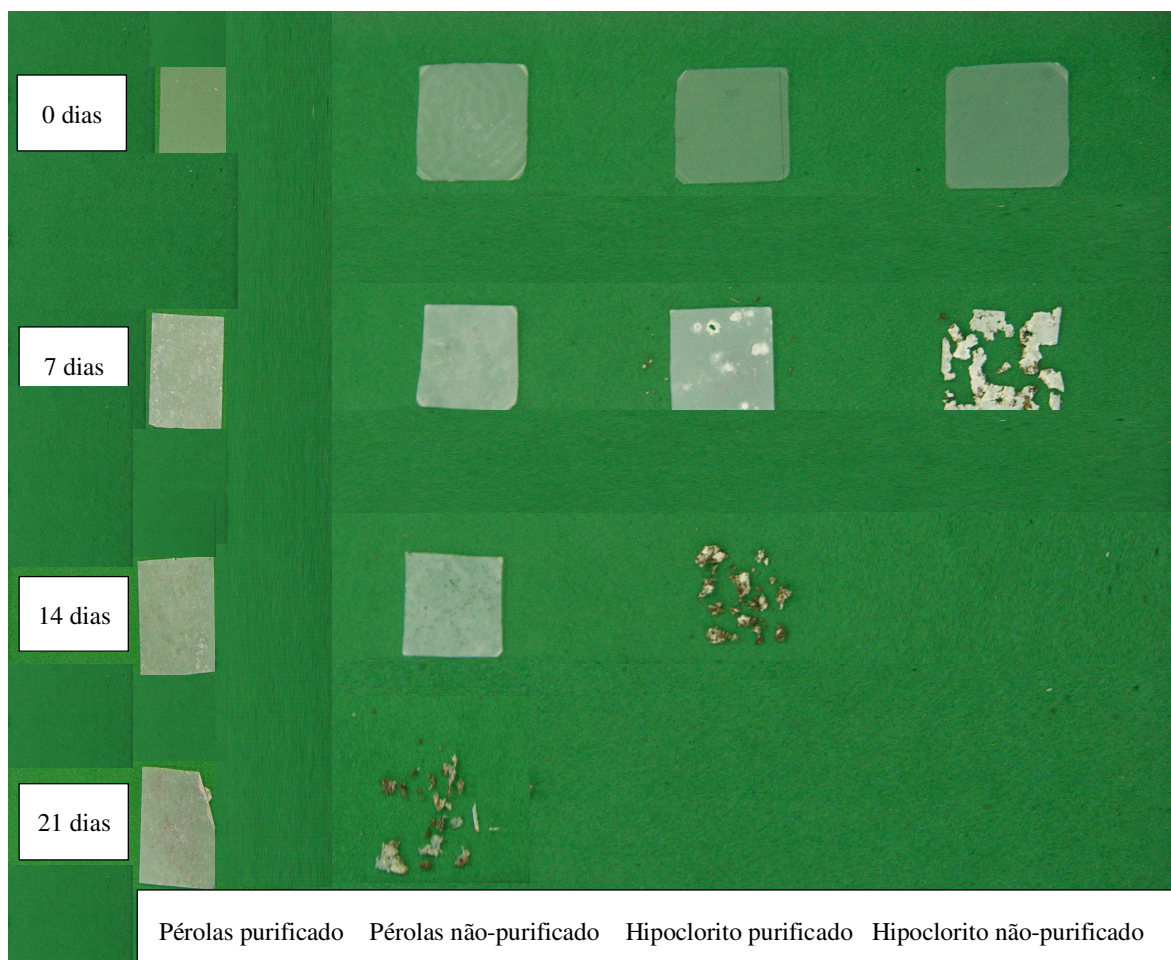 0 dias
7 dias
14 dias
21 dias
Pérolas purificado Pérolas não-purificado Hipoclorito purificado Hipoclorito não-purificado